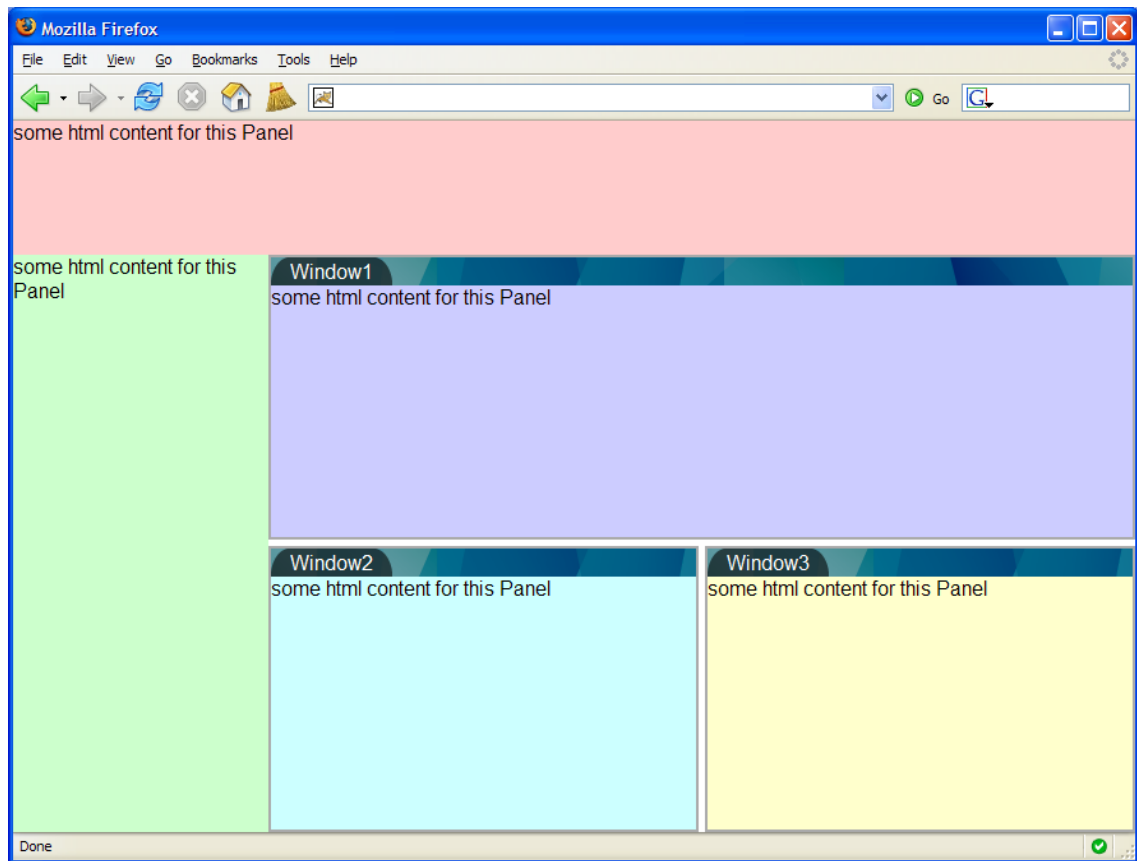 Mozilla Firefox
File Edit View Go Bookmarks Tools Help
Go G
some html content for this Panel
some html content for this
Panel
Window1
some html content for this Panel
Window2
some html content for this Panel
Window3
some html content for this Panel
Done